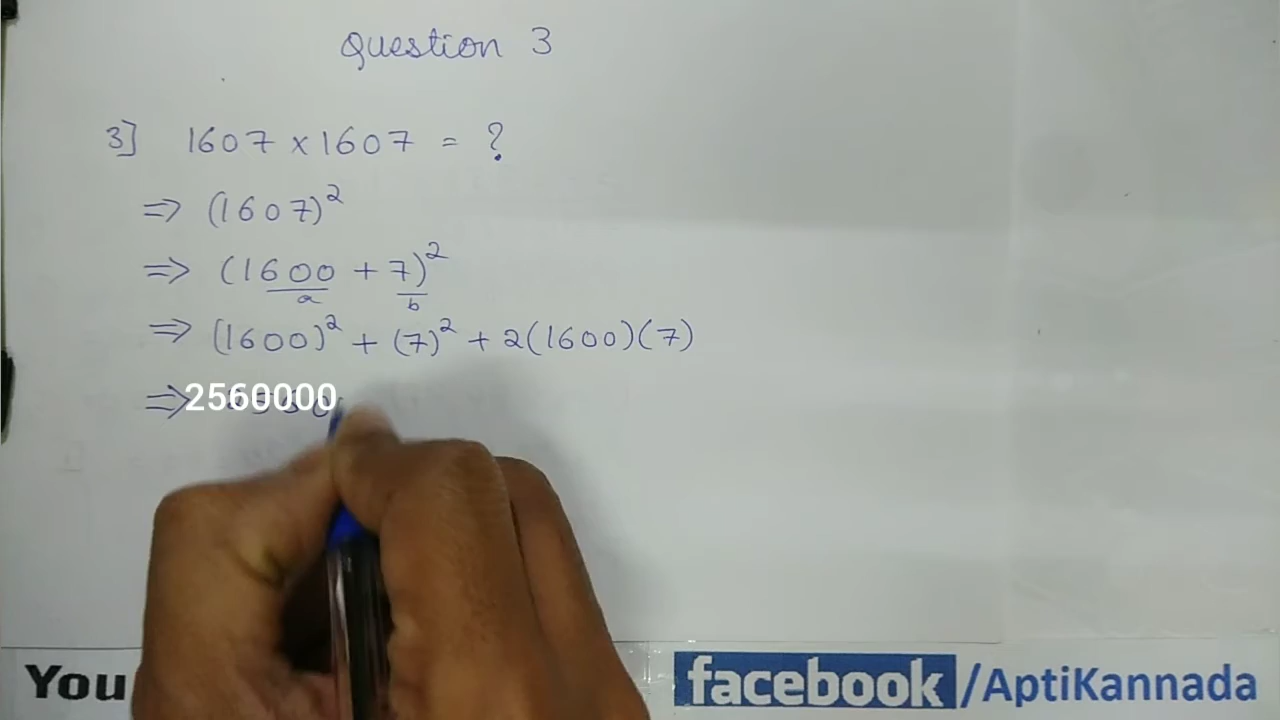 Question 3
3] 1607 x 1607 = ?
⇒ (1607)²
⇒ (1600 + 7)²
a b
⇒ (1600)² + (7)² + 2(1600)(7)
⇒ 2560000
You
facebook /AptiKannada